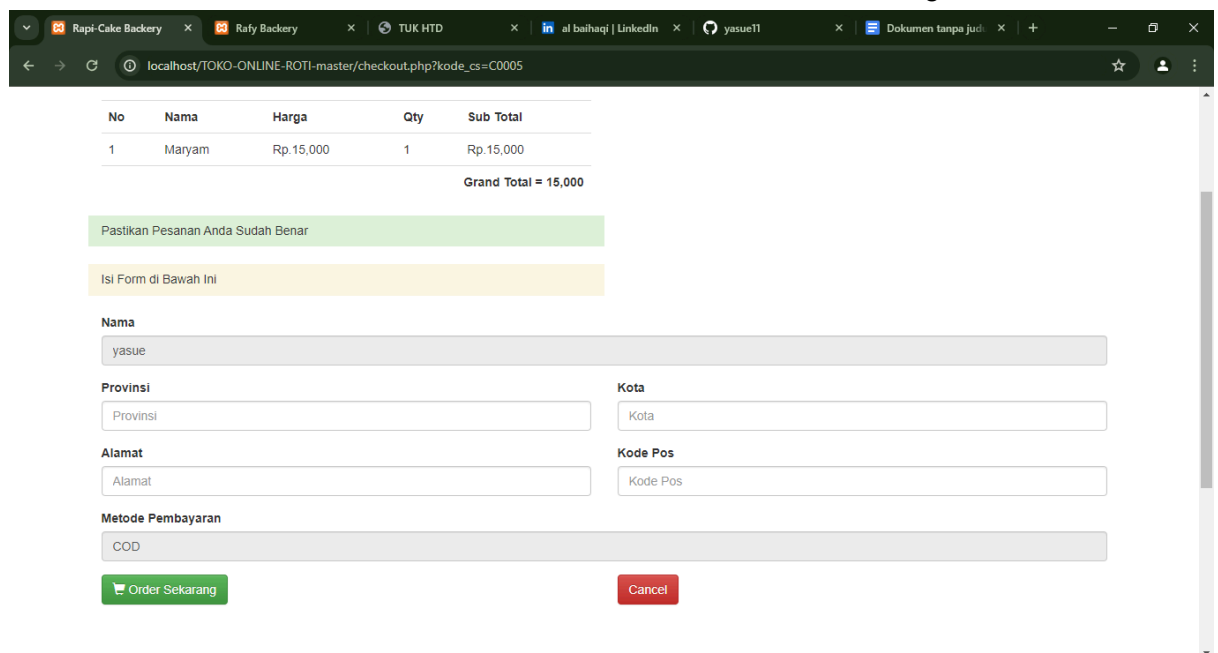 Rapi-Cake Backery
Rafy Backery
TUK HTD
al baihaqi | LinkedIn
yasue11
Dokumen tanpa judu
localhost/TOKO-ONLINE-ROTI-master/checkout.php?kode_cs=C0005
No Nama Harga Qty Sub Total
1 Maryam Rp.15,000 1 Rp.15,000
Grand Total = 15,000
Pastikan Pesanan Anda Sudah Benar
Isi Form di Bawah Ini
Nama
yasue
Provinsi Kota
Provinsi Kota
Alamat Kode Pos
Alamat Kode Pos
Metode Pembayaran
COD
Order Sekarang Cancel